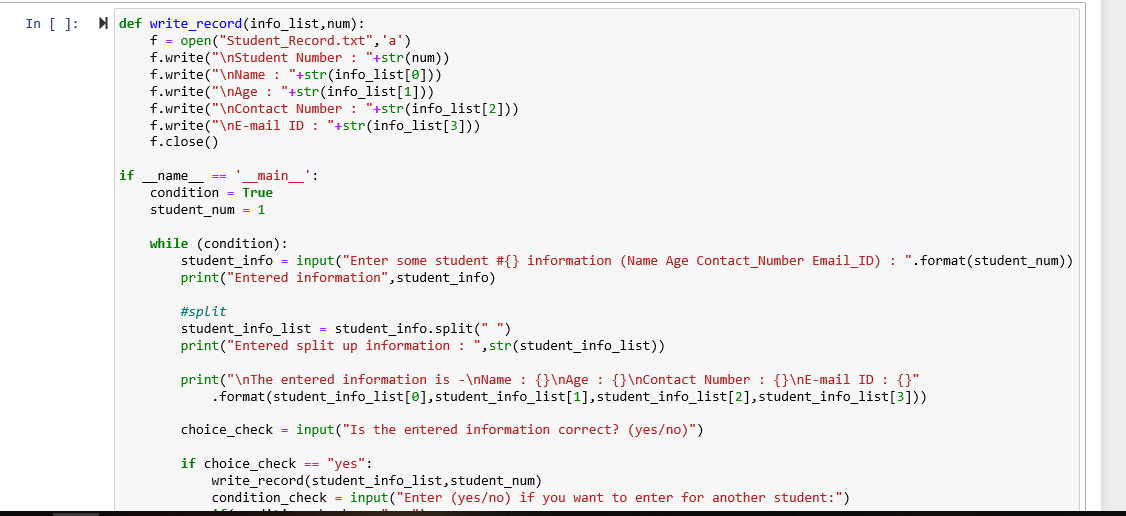 In [ ]:
def write_record(info_list,num):
    f = open("Student_Record.txt",'a')
    f.write("\nStudent Number : "+str(num))
    f.write("\nName : "+str(info_list[0]))
    f.write("\nAge : "+str(info_list[1]))
    f.write("\nContact Number : "+str(info_list[2]))
    f.write("\nE-mail ID : "+str(info_list[3]))
    f.close()
if __name__ == '__main__':
    condition = True
    student_num = 1
    while (condition):
        student_info = input("Enter some student #{} information (Name Age Contact_Number Email_ID) : ".format(student_num))
        print("Entered information",student_info)
        #split
        student_info_list = student_info.split(" ")
        print("Entered split up information : ",str(student_info_list))
        print("\nThe entered information is -\nName : {}\nAge : {}\nContact Number : {}\nE-mail ID : {}"
            .format(student_info_list[0],student_info_list[1],student_info_list[2],student_info_list[3]))
        choice_check = input("Is the entered information correct? (yes/no)")
        if choice_check == "yes":
            write_record(student_info_list,student_num)
            condition_check = input("Enter (yes/no) if you want to enter for another student:")